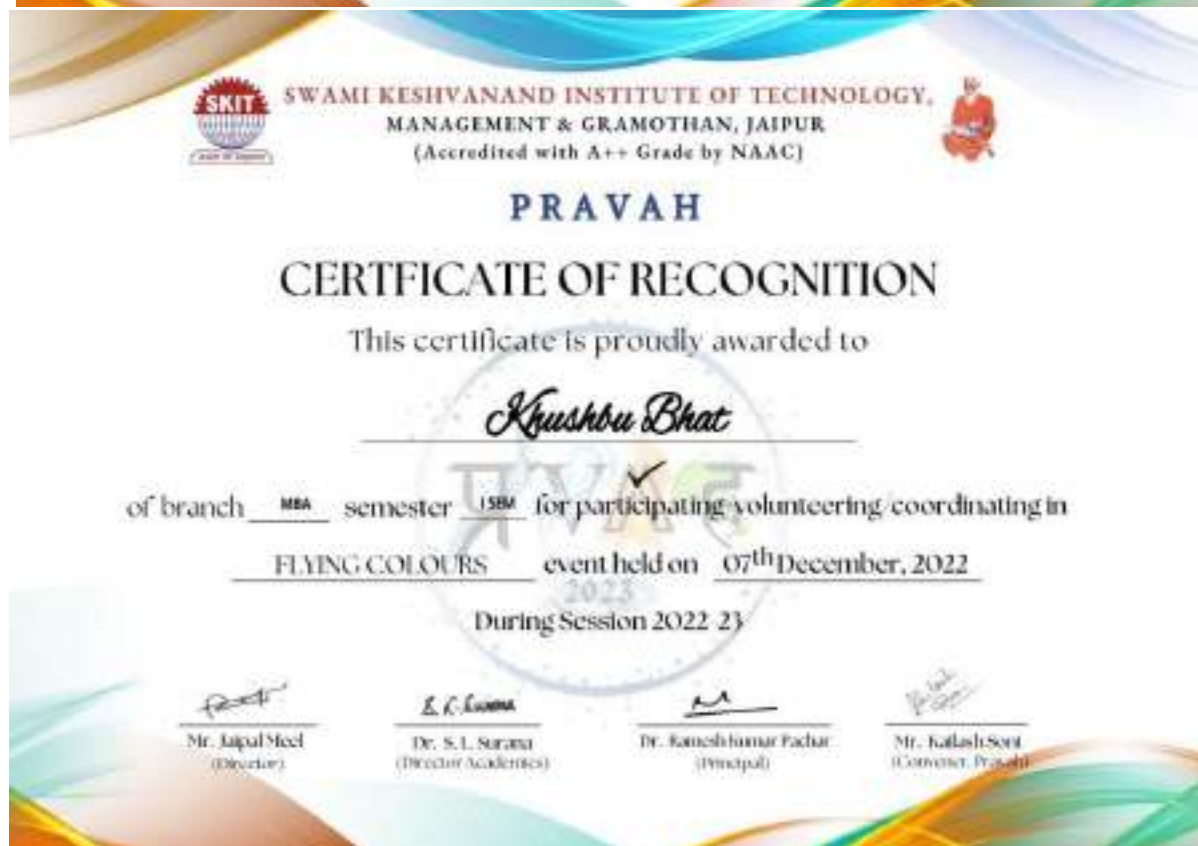 SKIT
SWAMI KESHVANAND INSTITUTE OF TECHNOLOGY,
MANAGEMENT & GRAMOTHAN, JAIPUR
(Accredited with A++ Grade by NAAC)
PRAVAH
CERTFICATE OF RECOGNITION
This certificate is proudly awarded to
Khushbu Bhat
of branch MBA semester I SEM for participating/volunteering/coordinating in
FLYING COLOURS event held on 07th December, 2022
2023
During Session 2022-23
S. L. Surana
Mr. Jaipal Meel Dr. S. L. Surana Dr. Ramesh Kumar Pachar Mr. Kailash Soni
(Director) (Director Academics) (Principal) (Convener, Pravah)